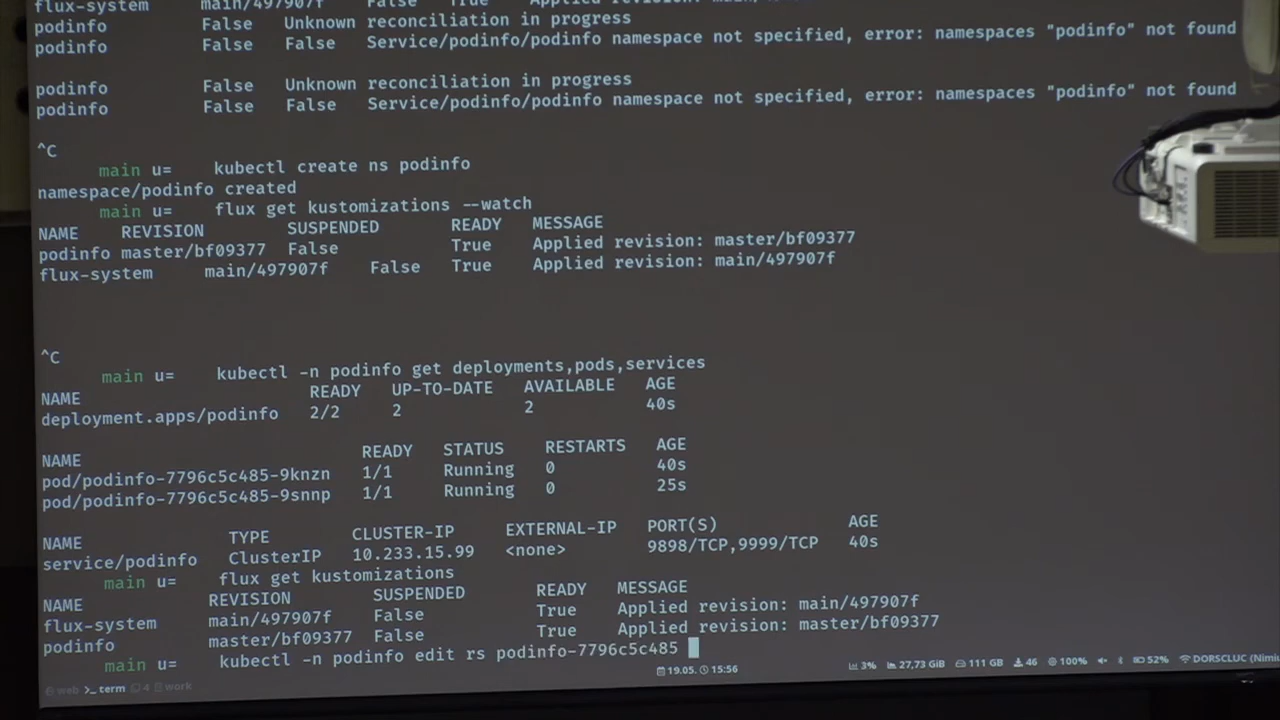 flux-system main/497907f False True Applied revision: main/
podinfo False Unknown reconciliation in progress
podinfo False False Service/podinfo/podinfo namespace not specified, error: namespaces "podinfo" not found
podinfo False Unknown reconciliation in progress
podinfo False False Service/podinfo/podinfo namespace not specified, error: namespaces "podinfo" not found
^C
main u= kubectl create ns podinfo
namespace/podinfo created
main u= flux get kustomizations --watch
NAME REVISION SUSPENDED READY MESSAGE
podinfo master/bf09377 False True Applied revision: master/bf09377
flux-system main/497907f False True Applied revision: main/497907f
^C
main u= kubectl -n podinfo get deployments,pods,services
NAME READY UP-TO-DATE AVAILABLE AGE
deployment.apps/podinfo 2/2 2 2 40s
NAME READY STATUS RESTARTS AGE
pod/podinfo-7796c5c485-9knzn 1/1 Running 0 40s
pod/podinfo-7796c5c485-9snnp 1/1 Running 0 25s
NAME TYPE CLUSTER-IP EXTERNAL-IP PORT(S) AGE
service/podinfo ClusterIP 10.233.15.99 <none> 9898/TCP,9999/TCP 40s
main u= flux get kustomizations
NAME REVISION SUSPENDED READY MESSAGE
flux-system main/497907f False True Applied revision: main/497907f
podinfo master/bf09377 False True Applied revision: master/bf09377
main u= kubectl -n podinfo edit rs podinfo-7796c5c485
web >_ term 4 work 19.05. 15:56 3% 27,73 GiB 111 GB 46 100% 52% DORSCLUC (Nimiu